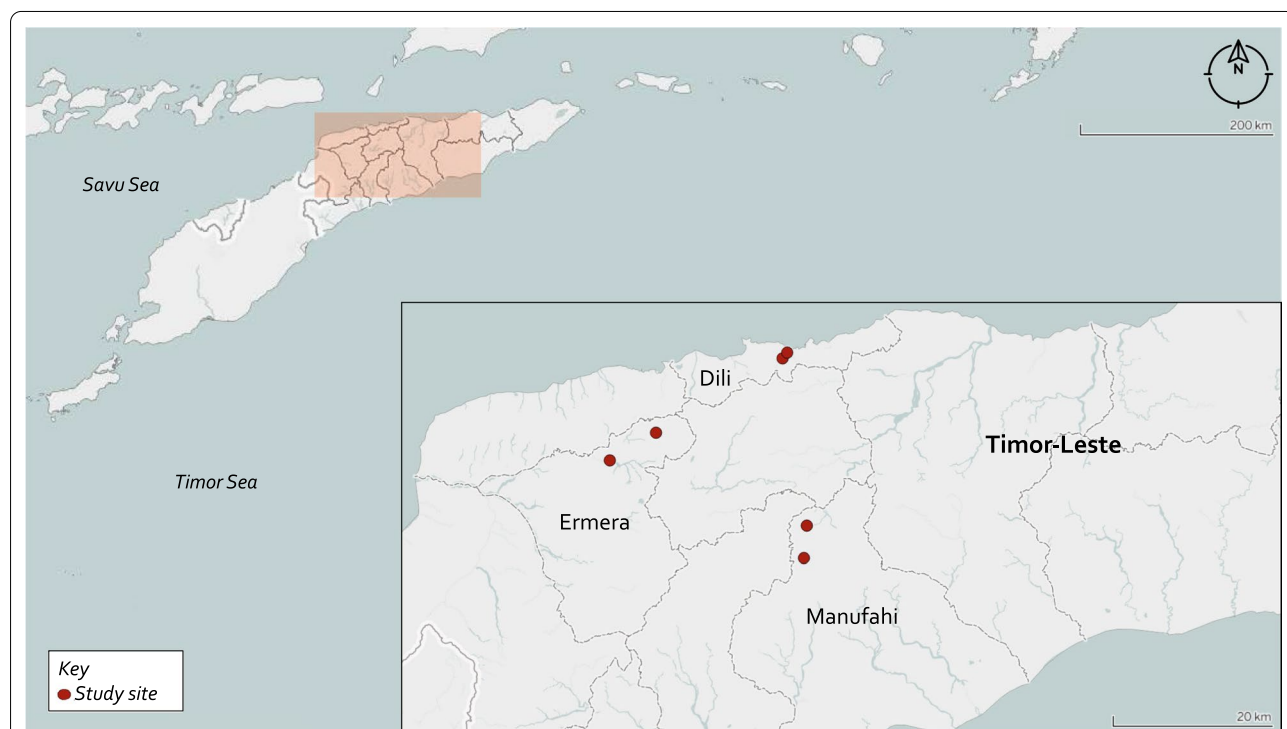 N
200 km
Savu Sea
Timor Sea
Dili
Timor-Leste
Ermera
Manufahi
Key
Study site
20 km